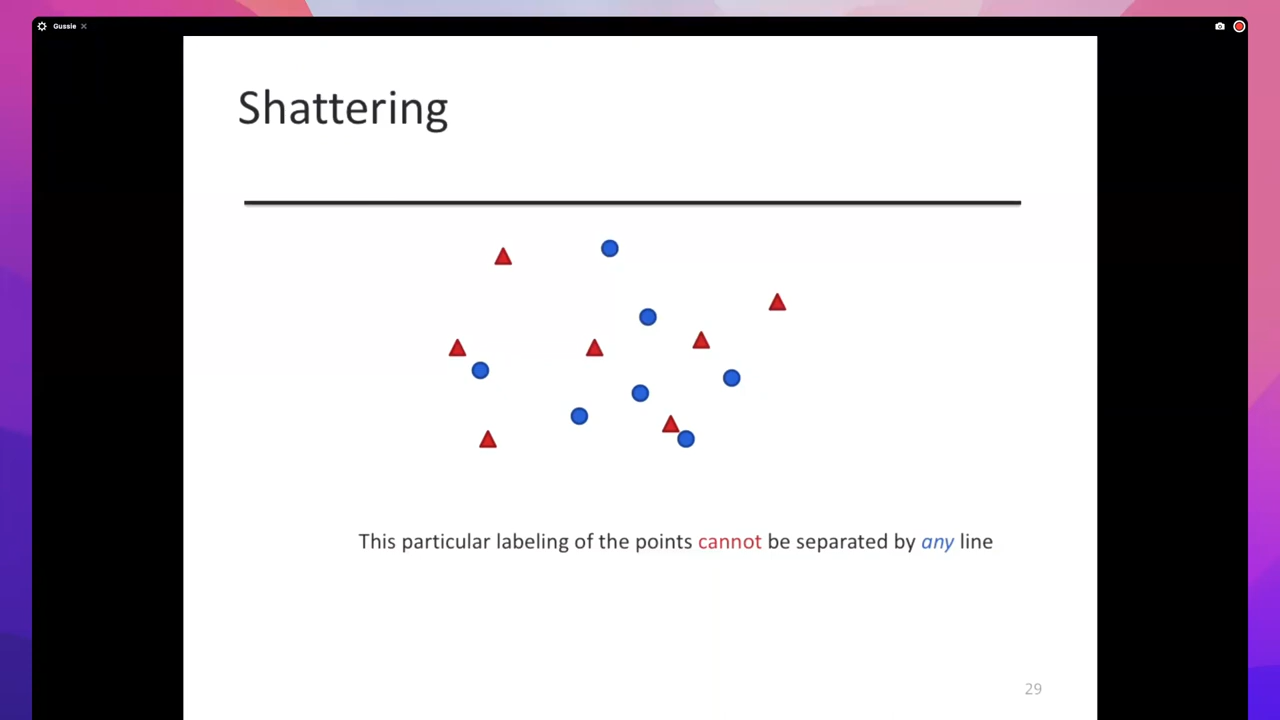 Gussie
Shattering
This particular labeling of the points cannot be separated by any line
29